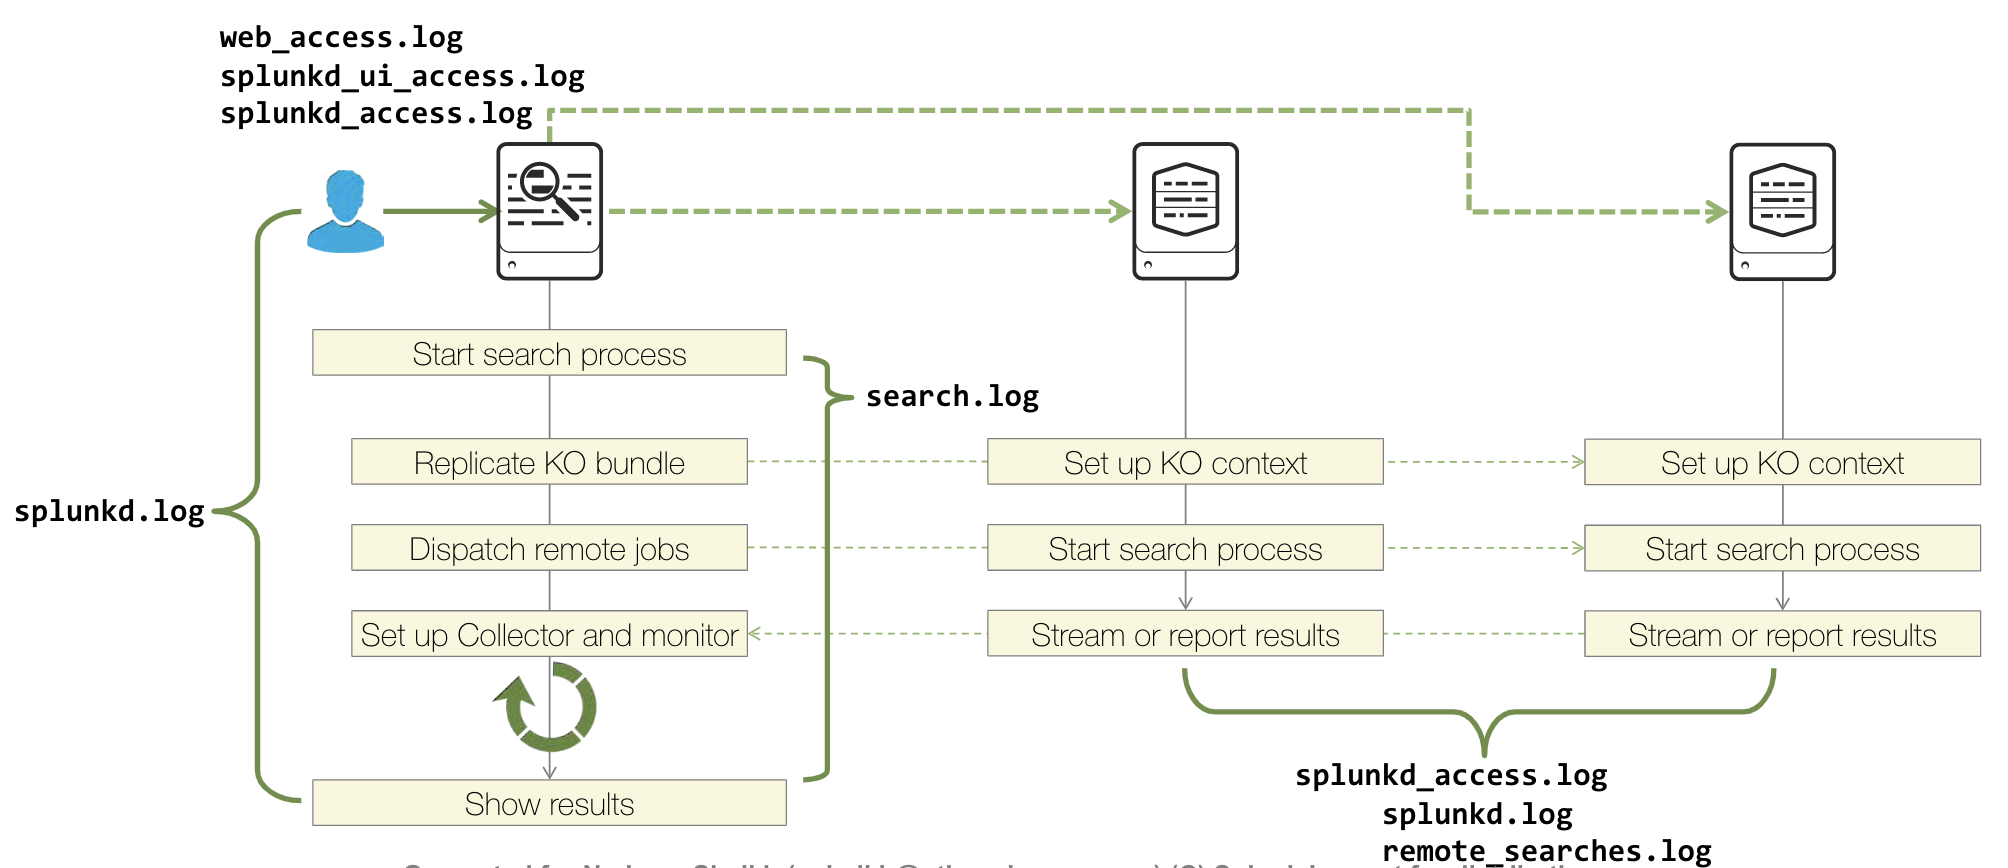 web_access.log
splunkd_ui_access.log
splunkd_access.log
Start search process
search.log
Replicate KO bundle
Set up KO context
Set up KO context
splunkd.log
Dispatch remote jobs
Start search process
Start search process
Set up Collector and monitor
Stream or report results
Stream or report results
Show results
splunkd_access.log
splunkd.log
remote_searches.log